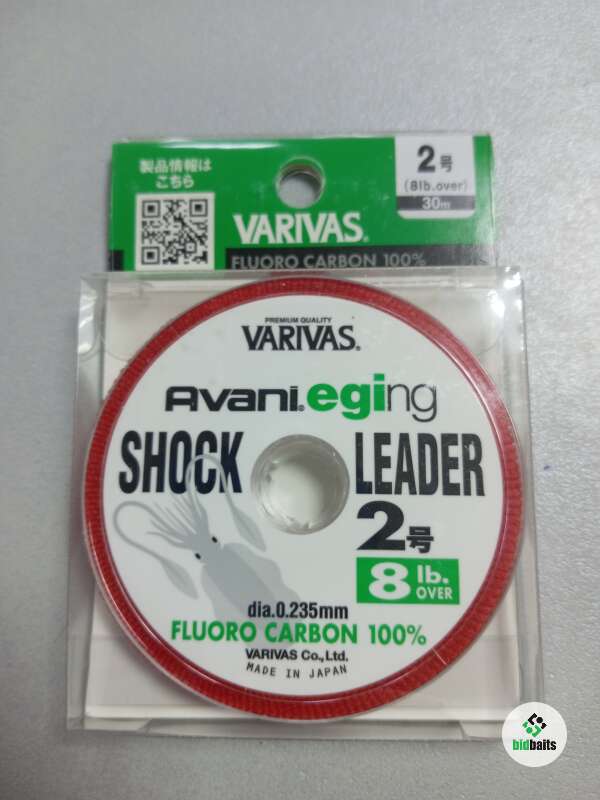 製品情報は
こちら
2号
(8lb.over)
30m
VARIVAS®
FLUORO CARBON 100%
PREMIUM QUALITY
VARIVAS®
Avani® eging
SHOCK LEADER
2号
8 lb. OVER
dia.0.235mm
FLUORO CARBON 100%
VARIVAS Co., Ltd.
MADE IN JAPAN
bidbaits